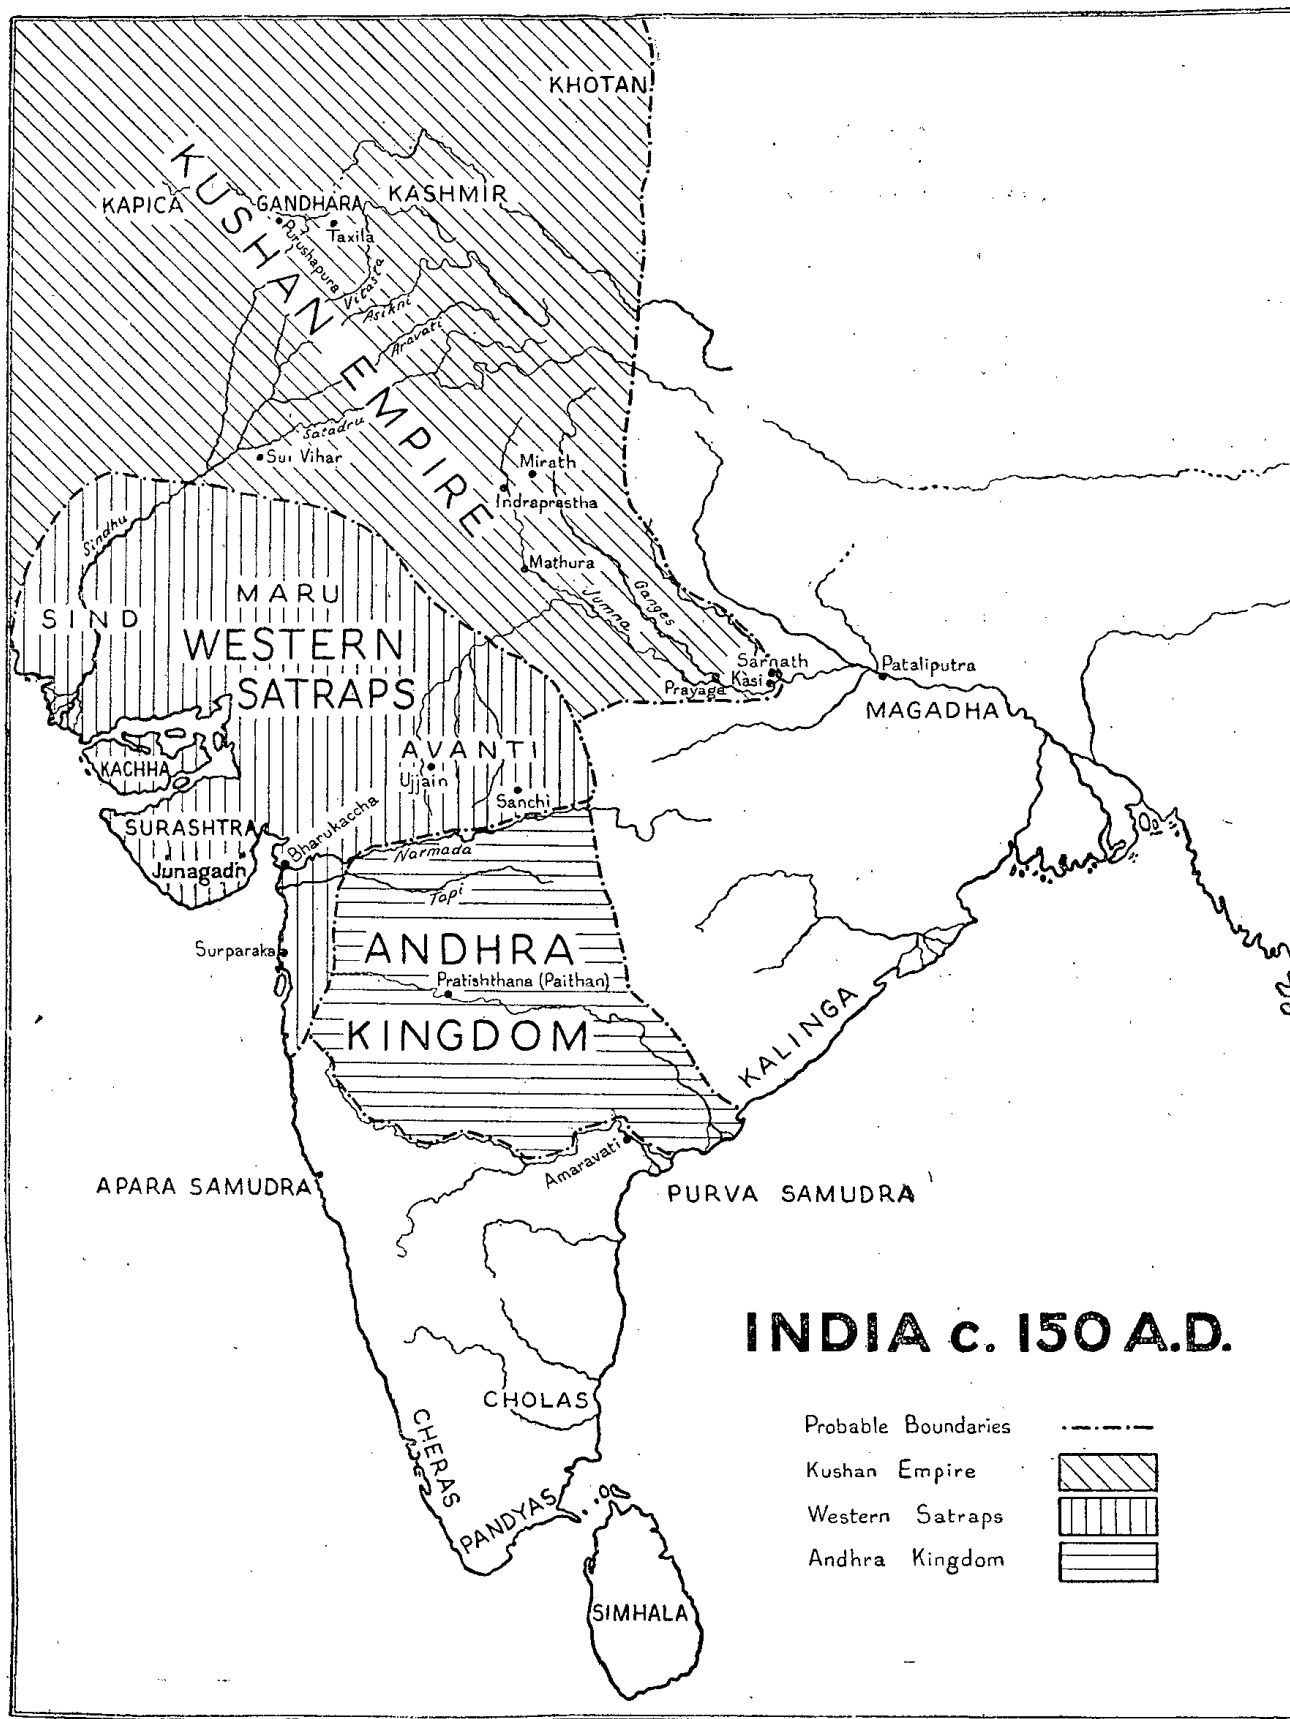 KHOTAN
KUSHAN EMPIRE
KAPICA
GANDHARA
KASHMIR
Purushapura
Taxila
Vitasta
Asikni
Aravati
Satadru
Sui Vihar
Mirath
Indraprastha
Sindhu
Mathura
Jumna
Ganges
MARU
SIND
WESTERN
SATRAPS
Sarnath
Kasi
Prayaga
Pataliputra
MAGADHA
AVANTI
Ujjain
Sanchi
KACHHA
SURASHTRA
Junagadh
Bharukaccha
Narmada
Tapi
Surparaka
ANDHRA
Pratishthana (Paithan)
KINGDOM
KALINGA
Amaravati
APARA SAMUDRA
PURVA SAMUDRA
INDIA c. 150 A.D.
CHOLAS
CHERAS
PANDYAS
SIMHALA
Probable Boundaries
Kushan Empire
Western Satraps
Andhra Kingdom